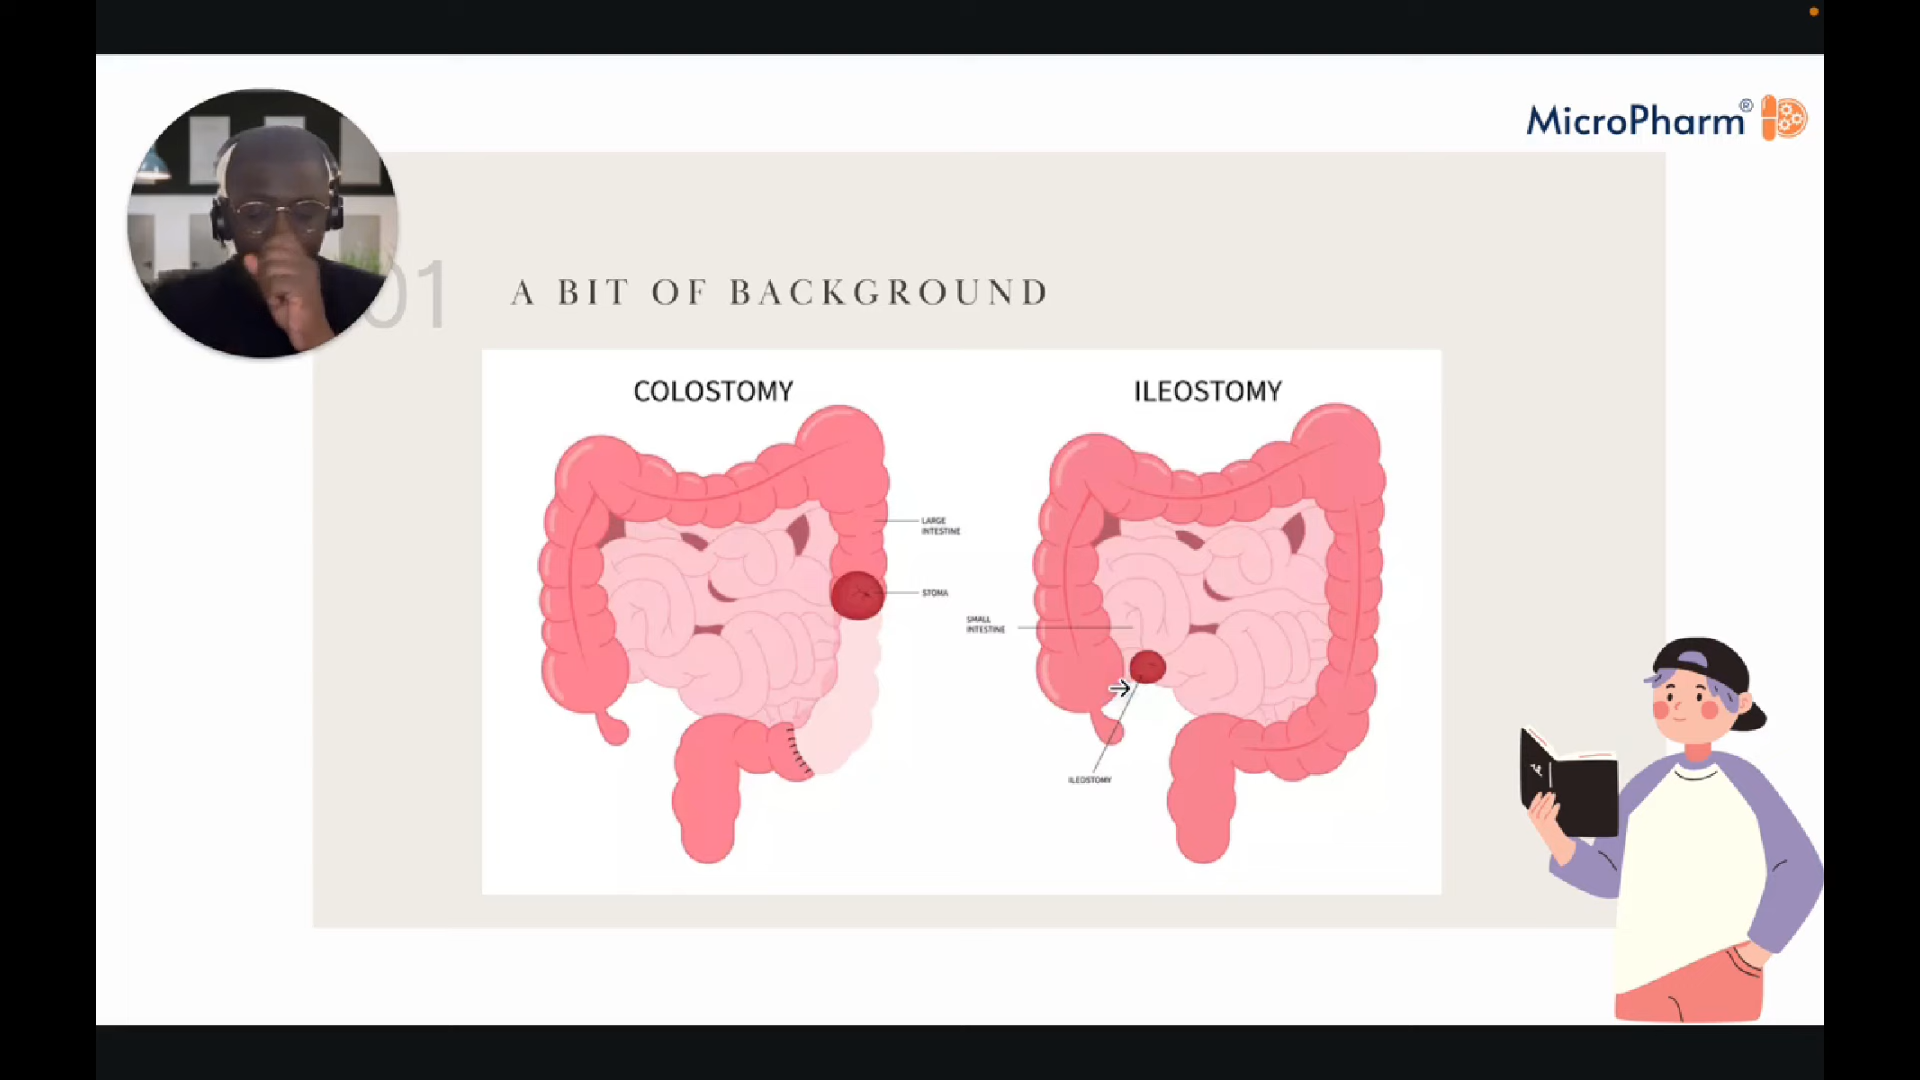 MicroPharm®
01
A BIT OF BACKGROUND
COLOSTOMY
ILEOSTOMY
LARGE
INTESTINE
STOMA
SMALL
INTESTINE
ILEOSTOMY